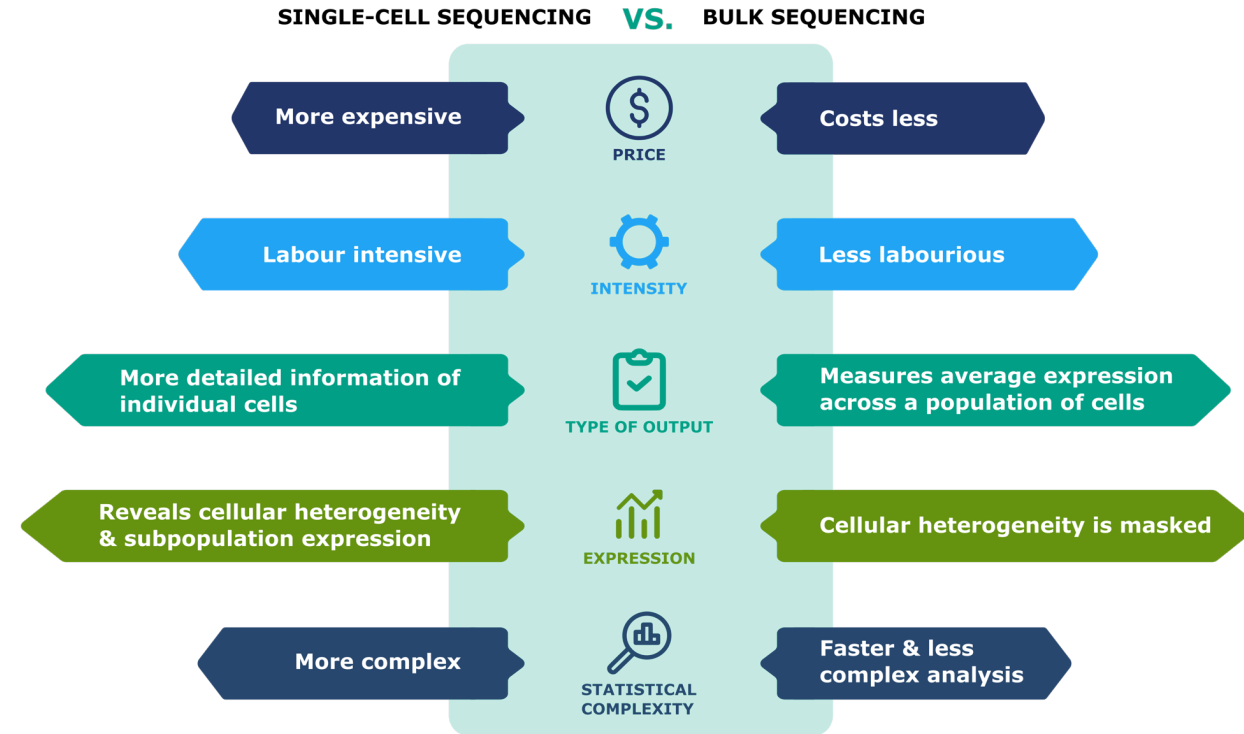 SINGLE-CELL SEQUENCING VS. BULK SEQUENCING
More expensive
$
PRICE
Costs less
Labour intensive
INTENSITY
Less labourious
More detailed information of
individual cells
TYPE OF OUTPUT
Measures average expression
across a population of cells
Reveals cellular heterogeneity
& subpopulation expression
EXPRESSION
Cellular heterogeneity is masked
More complex
STATISTICAL
COMPLEXITY
Faster & less
complex analysis